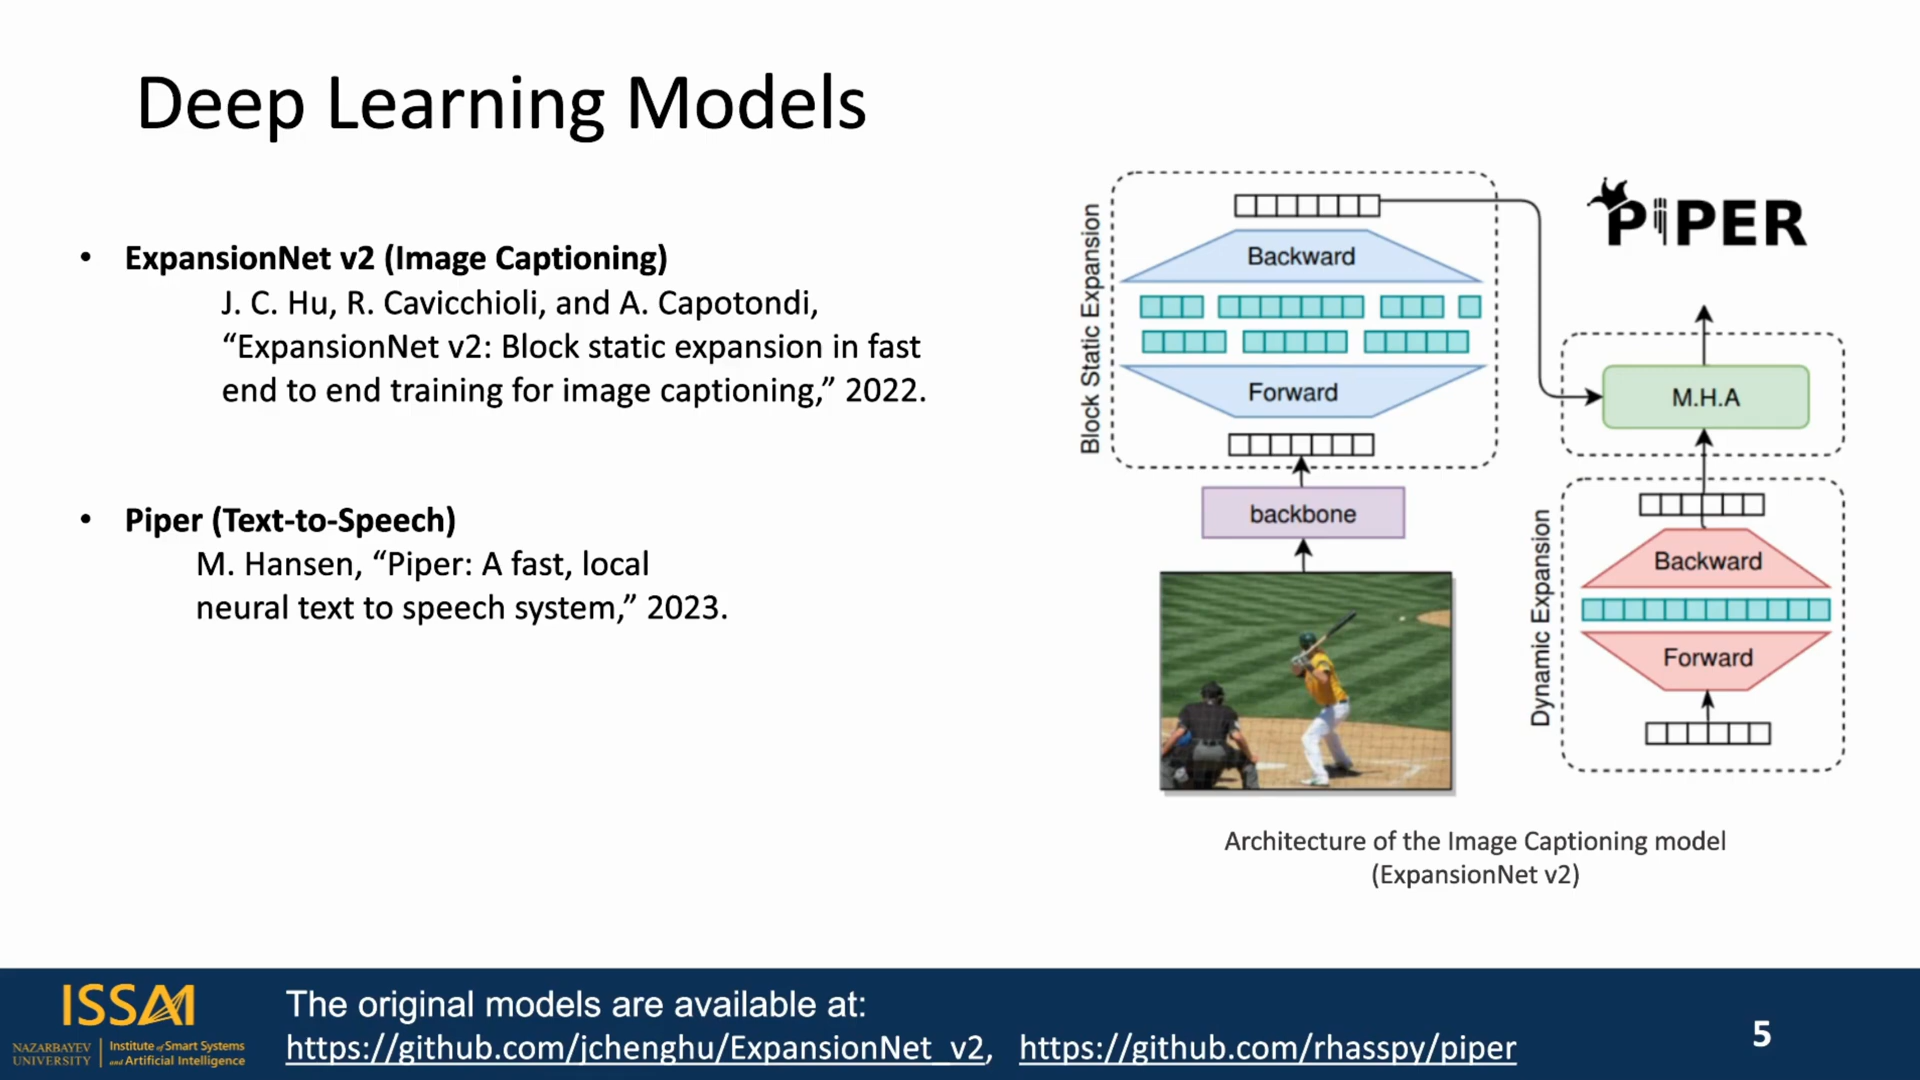 Deep Learning Models
• ExpansionNet v2 (Image Captioning)
J. C. Hu, R. Cavicchioli, and A. Capotondi,
“ExpansionNet v2: Block static expansion in fast
end to end training for image captioning,” 2022.
• Piper (Text-to-Speech)
M. Hansen, “Piper: A fast, local
neural text to speech system,” 2023.
Block Static Expansion
Backward
Forward
backbone
PiPER
M.H.A
Dynamic Expansion
Backward
Forward
Architecture of the Image Captioning model
(ExpansionNet v2)
ISSAI
NAZARBAYEV
UNIVERSITY
Institute of Smart Systems
and Artificial Intelligence
The original models are available at:
https://github.com/jchenghu/ExpansionNet_v2, https://github.com/rhasspy/piper
5